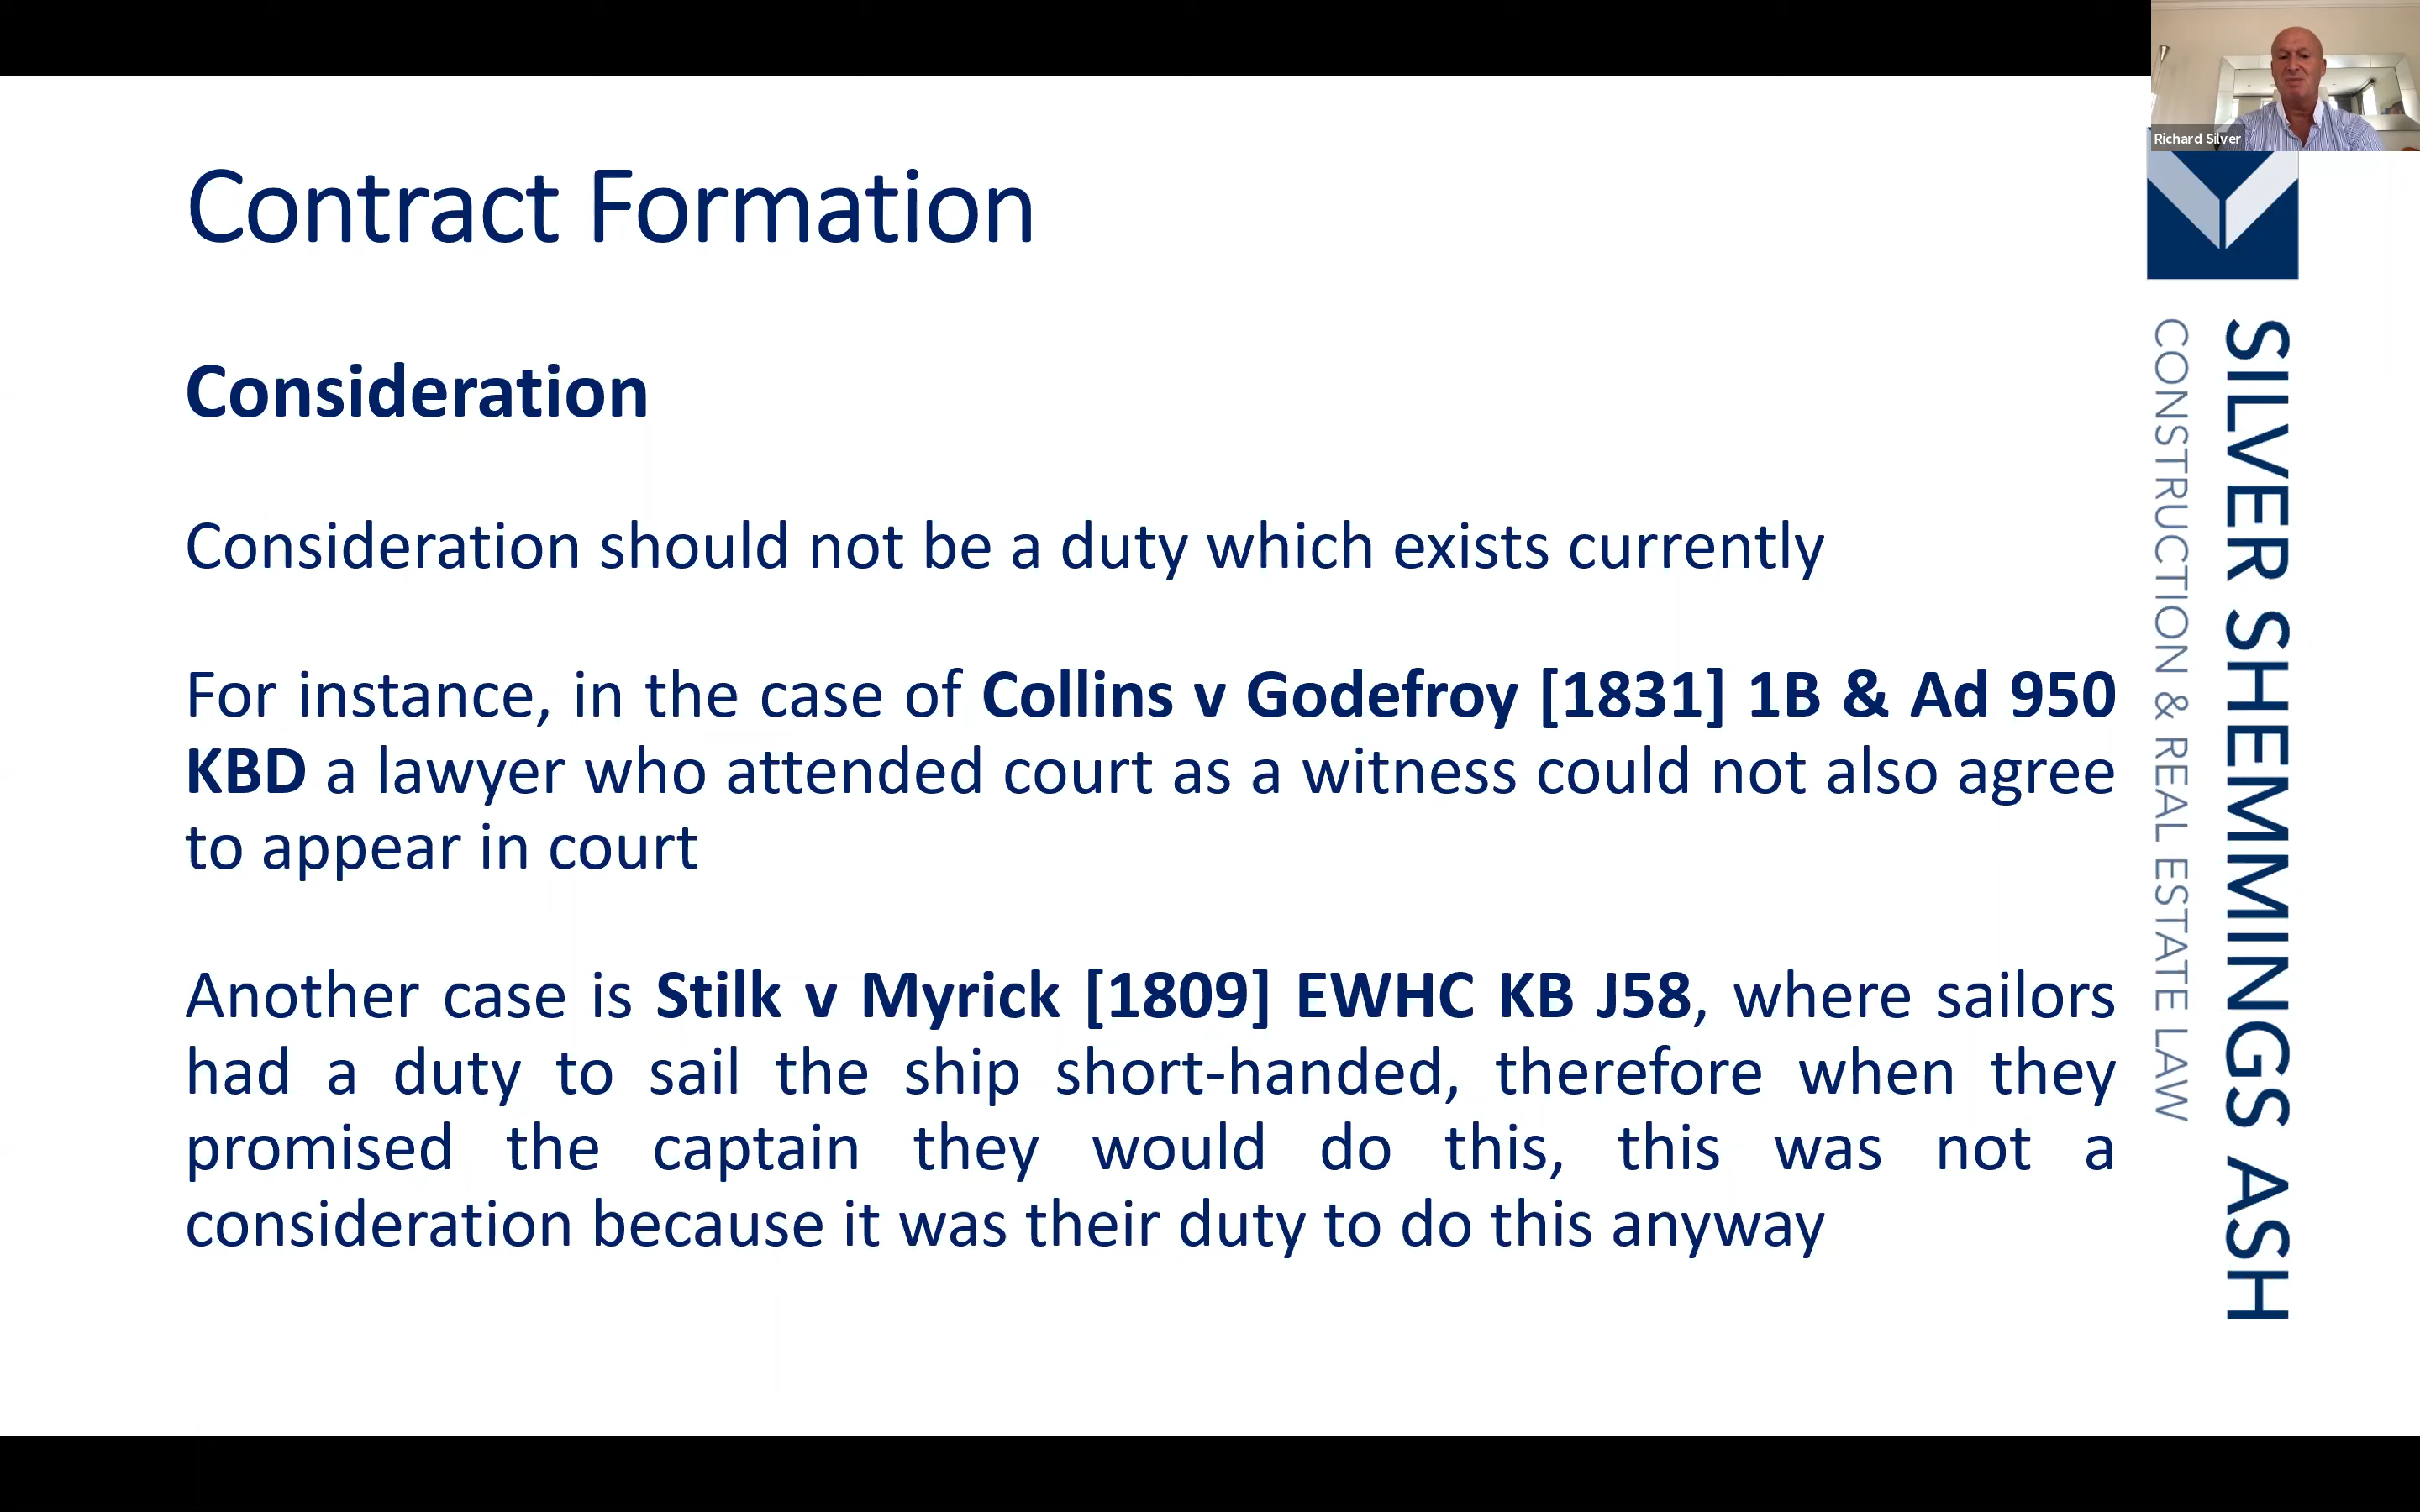 Richard Silver
Contract Formation
Consideration
Consideration should not be a duty which exists currently
For instance, in the case of Collins v Godefroy [1831] 1B & Ad 950
KBD a lawyer who attended court as a witness could not also agree
to appear in court
Another case is Stilk v Myrick [1809] EWHC KB J58, where sailors
had a duty to sail the ship short-handed, therefore when they
promised the captain they would do this, this was not a
consideration because it was their duty to do this anyway
SILVER SHEMMINGS ASH
CONSTRUCTION & REAL ESTATE LAW